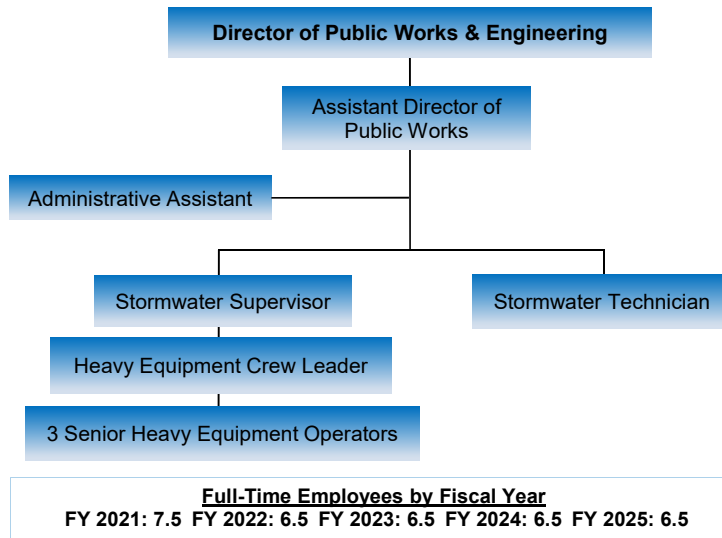 Director of Public Works & Engineering
Assistant Director of
Public Works
Administrative Assistant
Stormwater Supervisor
Stormwater Technician
Heavy Equipment Crew Leader
3 Senior Heavy Equipment Operators
Full-Time Employees by Fiscal Year
FY 2021: 7.5 FY 2022: 6.5 FY 2023: 6.5 FY 2024: 6.5 FY 2025: 6.5